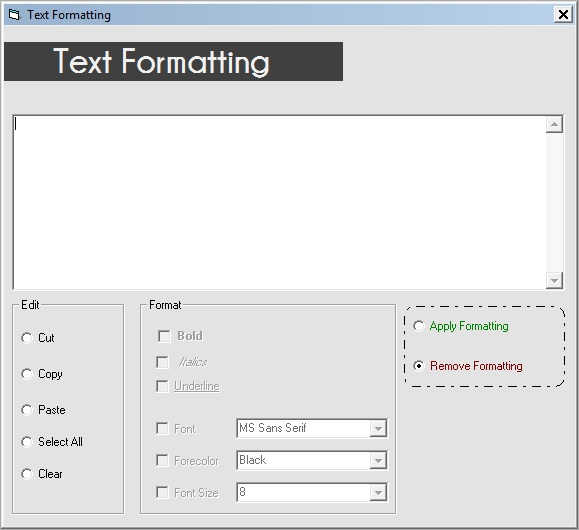 Text Formatting
Text Formatting
Edit
Cut
Copy
Paste
Select All
Clear
Format
Bold
Italics
Underline
Font MS Sans Serif
Forecolor Black
Font Size 8
Apply Formatting
Remove Formatting